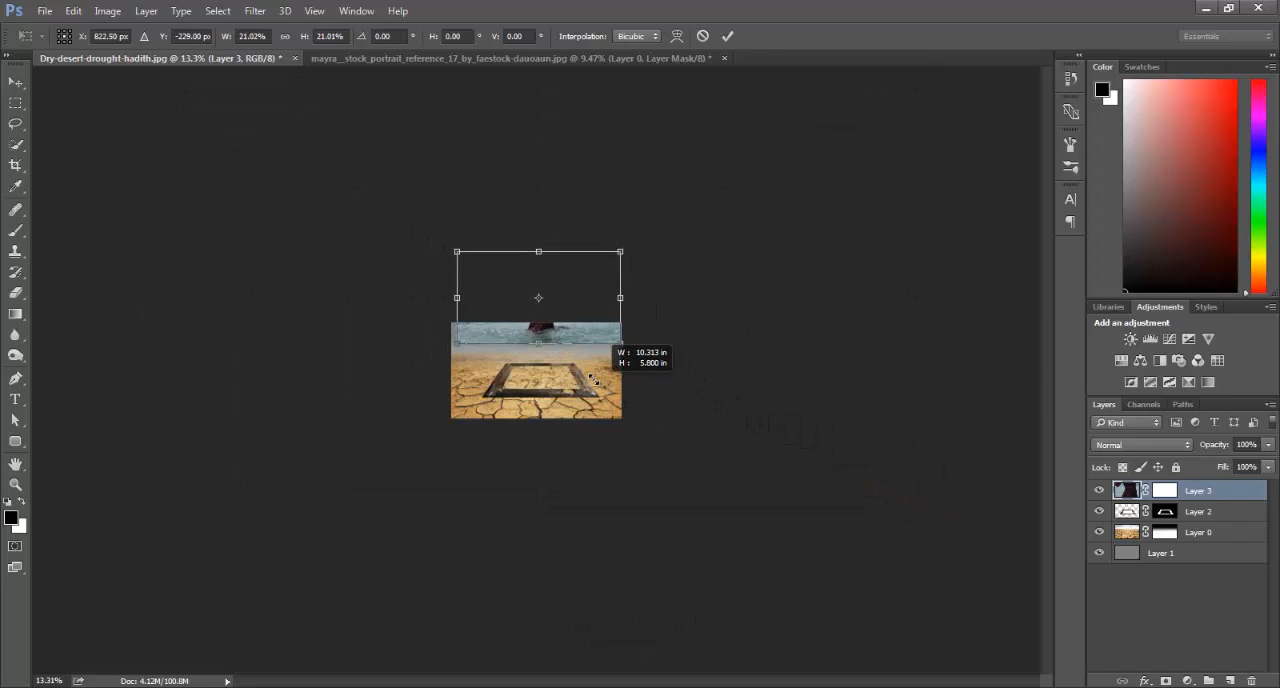 Ps File Edit Image Layer Type Select Filter 3D View Window Help
X: 822.50 px Y: -229.00 px W: 21.02% H: 21.01% 0.00 ° H: 0.00 ° V: 0.00 ° Interpolation: Bicubic Essentials
Dry-desert-drought-hadith.jpg @ 13.3% (Layer 3, RGB/8) * × mayra__stock_portrait_reference_17_by_faestock-dauoaun.jpg @ 9.47% (Layer 0, Layer Mask/8) * ×
Color Swatches
W: 10.313 in
H: 5.800 in
Libraries Adjustments Styles
Add an adjustment
Layers Channels Paths
Kind
Normal Opacity: 100%
Lock: Fill: 100%
Layer 3
Layer 2
Layer 0
Layer 1
13.31% Doc: 4.12M/100.8M